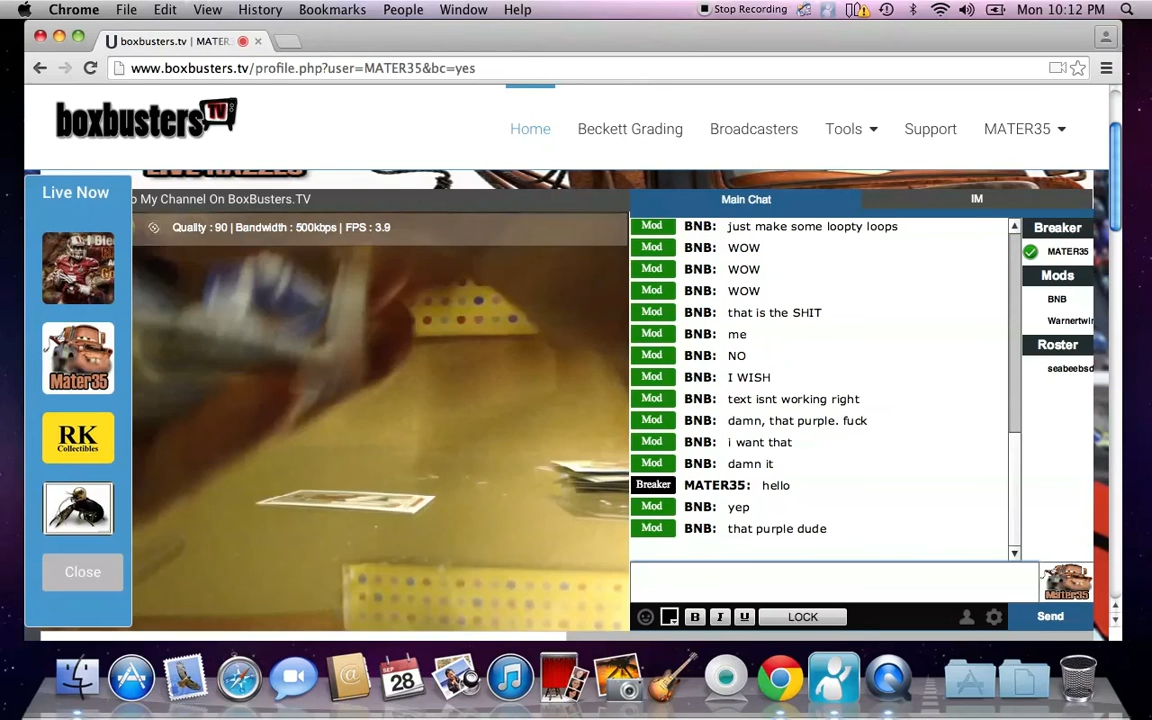 Chrome File Edit View History Bookmarks People Window Help
Stop Recording
Mon 10:12 PM
boxbusters.tv | MATER
www.boxbusters.tv/profile.php?user=MATER35&bc=yes
boxbusters TV
Home Beckett Grading Broadcasters Tools Support MATER35
Live Now
o My Channel On BoxBusters.TV
Quality : 90 | Bandwidth : 500kbps | FPS : 3.9
Mater35
RK
Collectibles
Close
Main Chat IM
Mod BNB: just make some loopty loops
Mod BNB: WOW
Mod BNB: WOW
Mod BNB: WOW
Mod BNB: that is the SHIT
Mod BNB: me
Mod BNB: NO
Mod BNB: I WISH
Mod BNB: text isnt working right
Mod BNB: damn, that purple. fuck
Mod BNB: i want that
Mod BNB: damn it
Breaker MATER35: hello
Mod BNB: yep
Mod BNB: that purple dude
Breaker
MATER35
Mods
BNB
Warnertwin
Roster
seabeebsd
Mater35
B I U LOCK Send
SEP
28